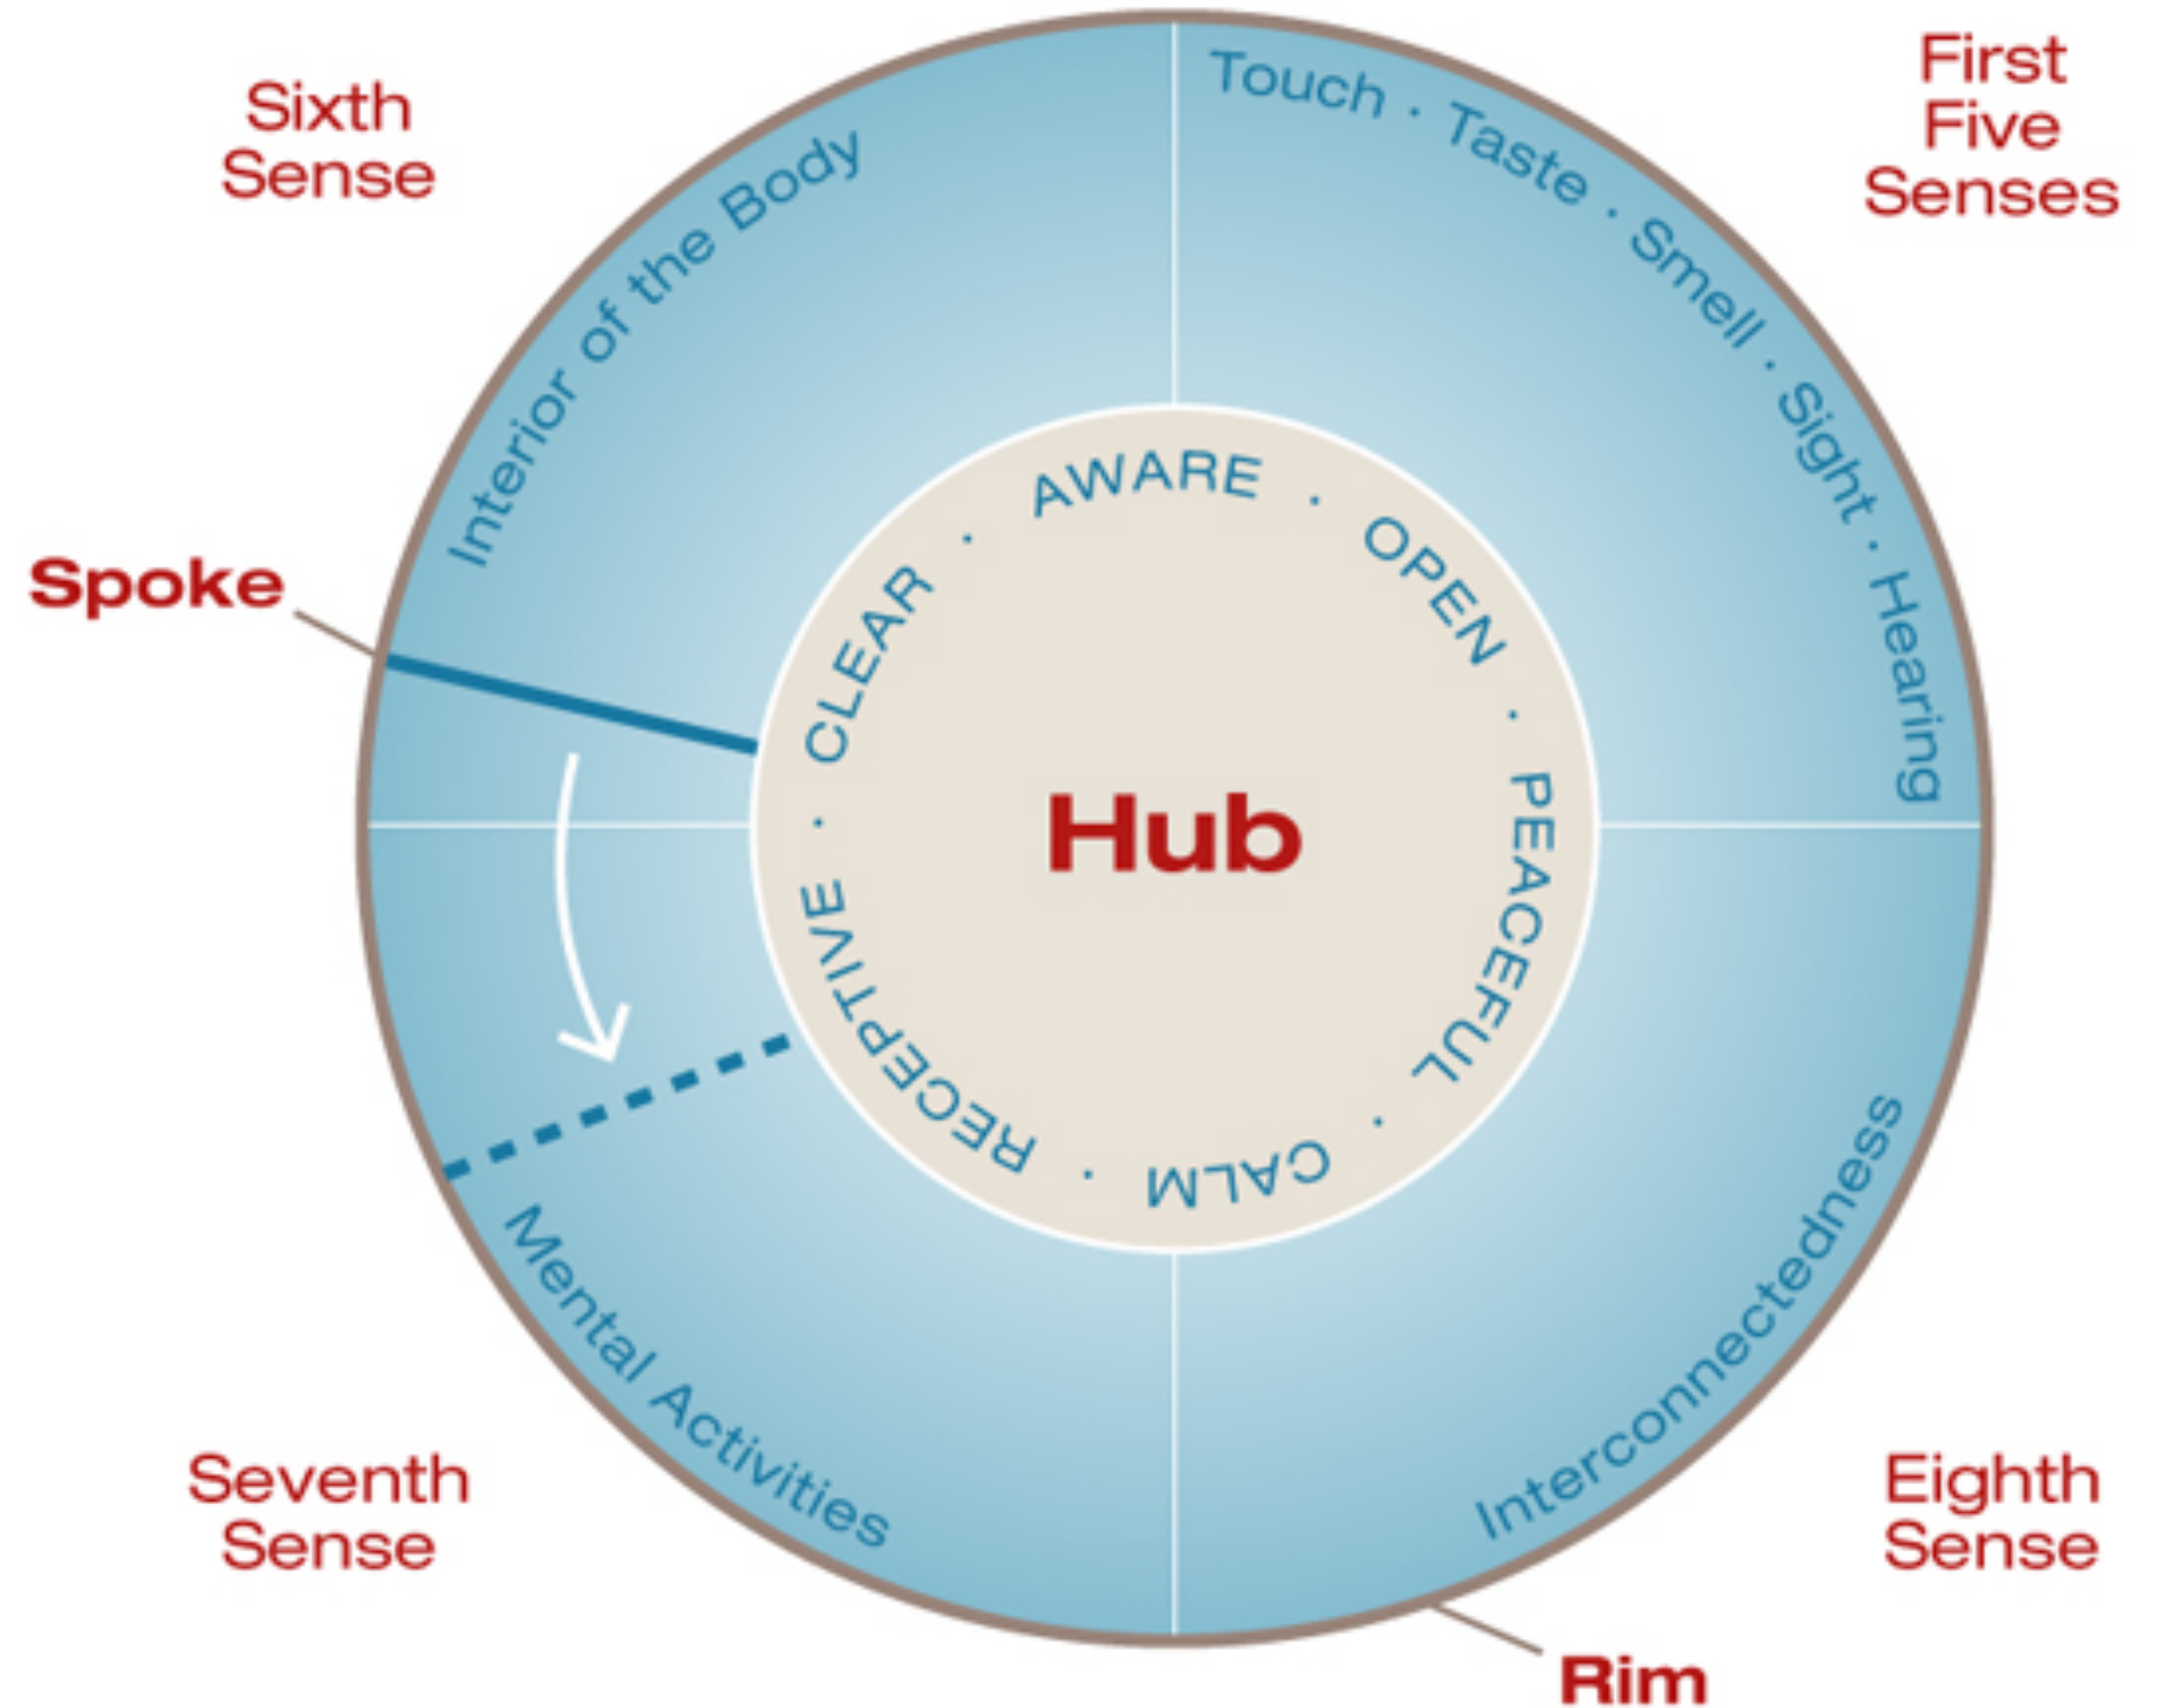 Sixth
Sense
First
Five
Senses
Interior of the Body
Touch · Taste · Smell · Sight · Hearing
Spoke
AWARE · OPEN · PEACEFUL · CALM · RECEPTIVE · CLEAR ·
Hub
Mental Activities
Interconnectedness
Seventh
Sense
Eighth
Sense
Rim